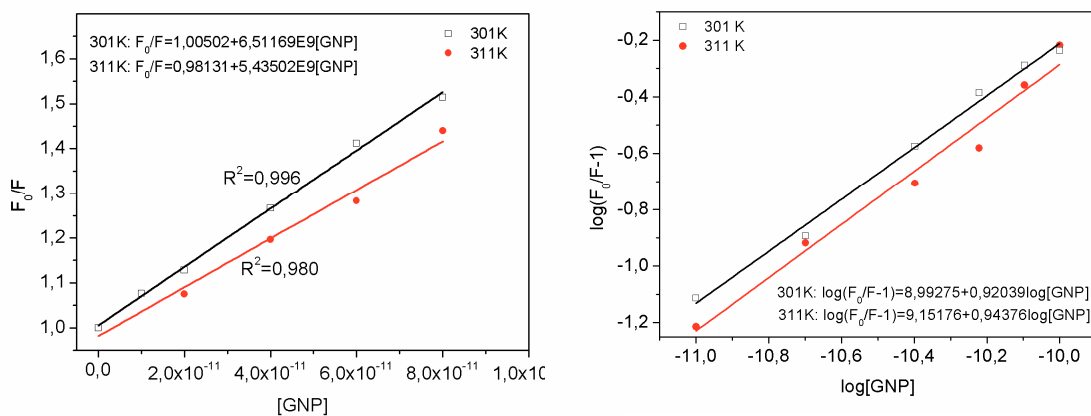 301K: F₀/F=1,00502+6,51169E9[GNP]
311K: F₀/F=0,98131+5,43502E9[GNP]
301K
311K
R²=0,996
R²=0,980
F₀/F
1,6
1,5
1,4
1,3
1,2
1,1
1,0
0,0 2,0x10⁻¹¹ 4,0x10⁻¹¹ 6,0x10⁻¹¹ 8,0x10⁻¹¹ 1,0x10
[GNP]
301 K
311 K
log(F₀/F-1)
-0,2
-0,4
-0,6
-0,8
-1,0
-1,2
301K: log(F₀/F-1)=8,99275+0,92039log[GNP]
311K: log(F₀/F-1)=9,15176+0,94376log[GNP]
-11,0 -10,8 -10,6 -10,4 -10,2 -10,0
log[GNP]